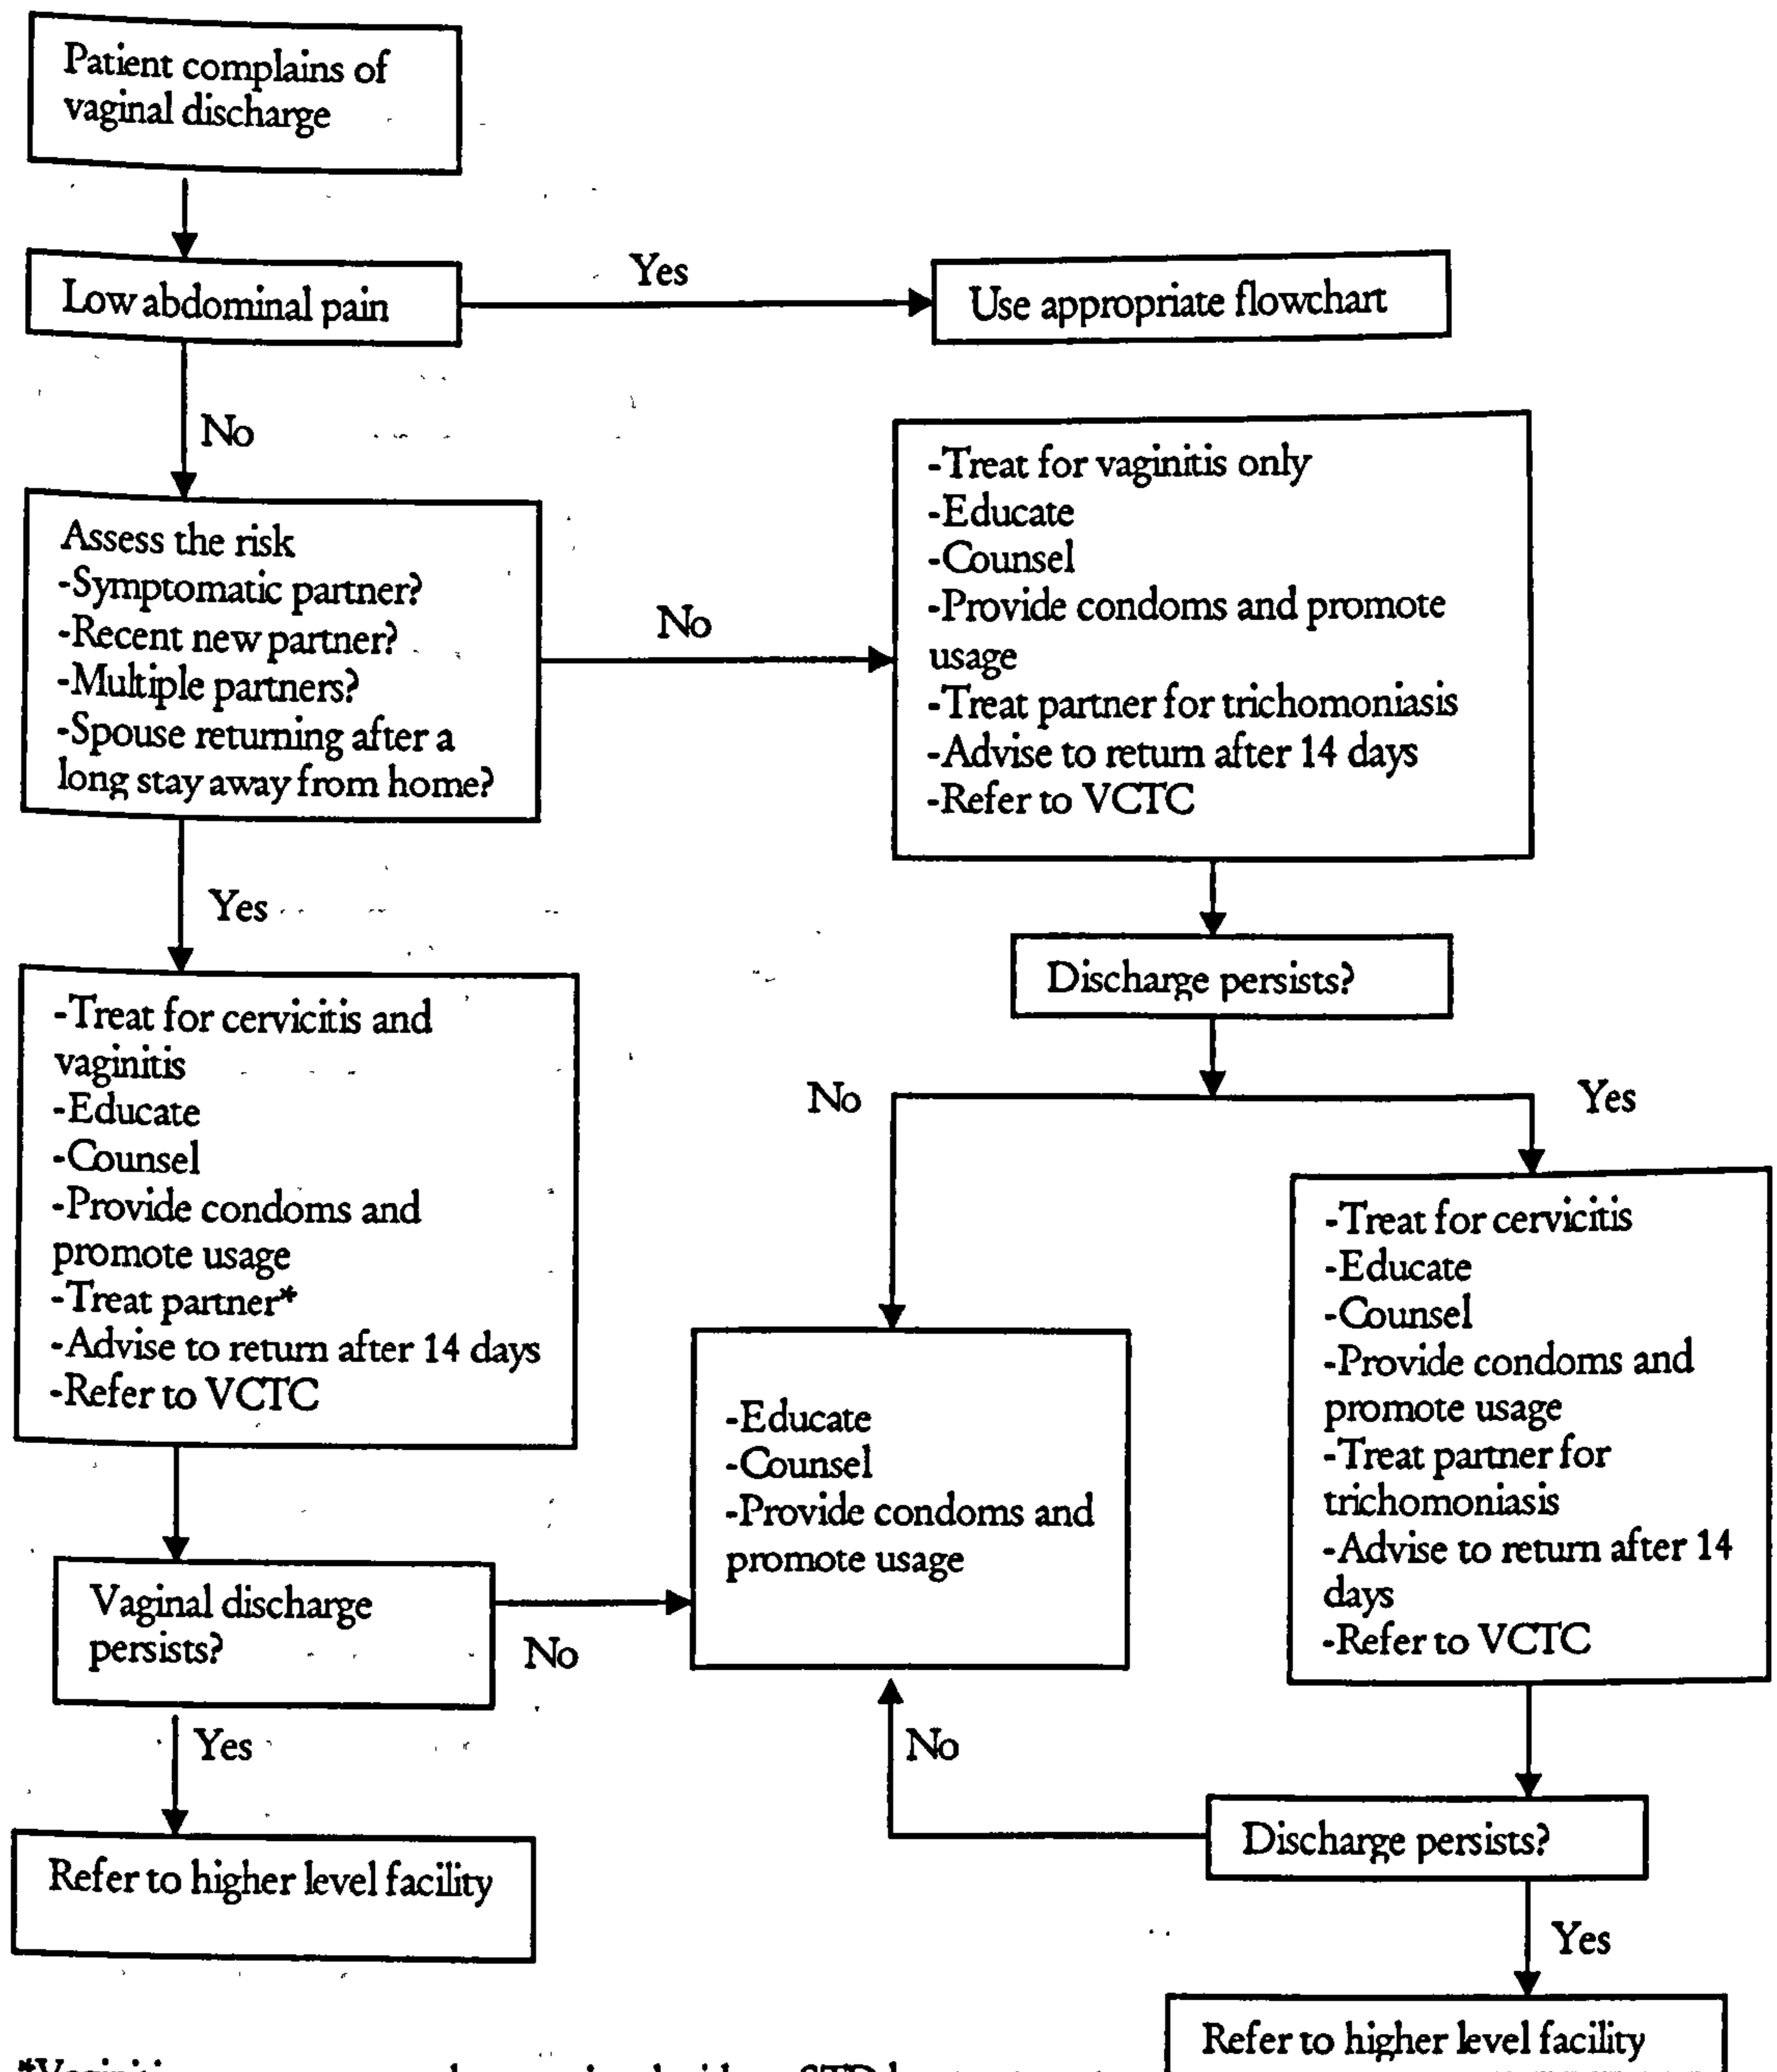 Patient complains of
vaginal discharge
Low abdominal pain
Yes
Use appropriate flowchart
No
Assess the risk
-Symptomatic partner?
-Recent new partner?
-Multiple partners?
-Spouse returning after a
long stay away from home?
No
-Treat for vaginitis only
-Educate
-Counsel
-Provide condoms and promote
usage
-Treat partner for trichomoniasis
-Advise to return after 14 days
-Refer to VCTC
Yes
-Treat for cervicitis and
vaginitis
-Educate
-Counsel
-Provide condoms and
promote usage
-Treat partner*
-Advise to return after 14 days
-Refer to VCTC
Discharge persists?
No
Yes
-Treat for cervicitis
-Educate
-Counsel
-Provide condoms and
promote usage
-Treat partner for
trichomoniasis
-Advise to return after 14
days
-Refer to VCTC
-Educate
-Counsel
-Provide condoms and
promote usage
Vaginal discharge
persists?
No
Yes
Refer to higher level facility
No
Discharge persists?
Yes
Refer to higher level facility